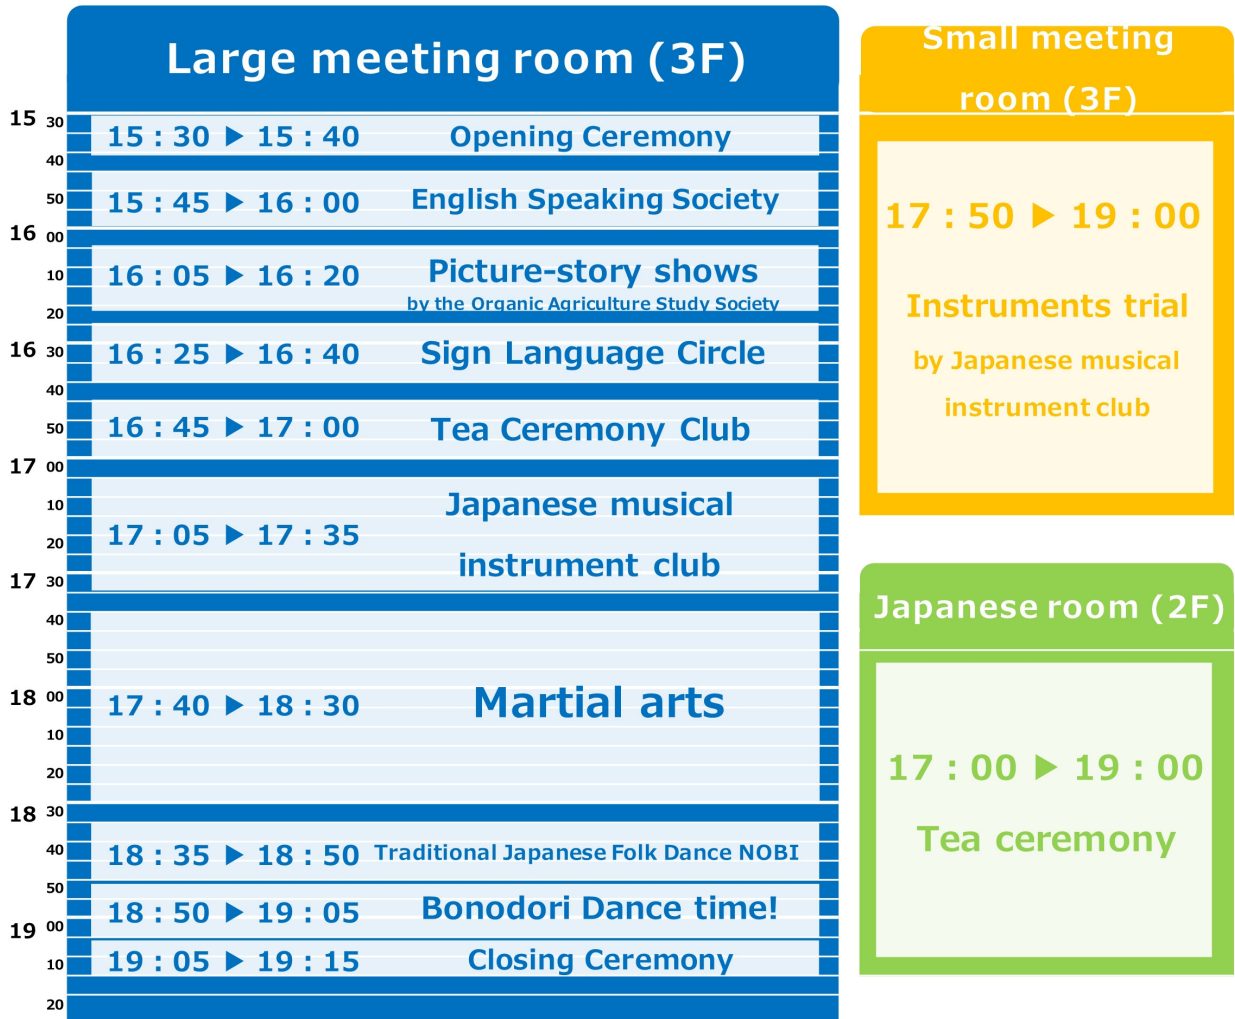 Large meeting room (3F)
15 30
15 : 30 ▶ 15 : 40 Opening Ceremony
40
50
15 : 45 ▶ 16 : 00 English Speaking Society
16 00
10
16 : 05 ▶ 16 : 20 Picture-story shows
by the Organic Agriculture Study Society
20
16 30
16 : 25 ▶ 16 : 40 Sign Language Circle
40
50
16 : 45 ▶ 17 : 00 Tea Ceremony Club
17 00
10
Japanese musical
17 : 05 ▶ 17 : 35
20
instrument club
17 30
40
50
18 00
17 : 40 ▶ 18 : 30 Martial arts
10
20
18 30
40
18 : 35 ▶ 18 : 50 Traditional Japanese Folk Dance NOBI
50
18 : 50 ▶ 19 : 05 Bonodori Dance time!
19 00
10
19 : 05 ▶ 19 : 15 Closing Ceremony
20
Small meeting
room (3F)
17 : 50 ▶ 19 : 00
Instruments trial
by Japanese musical
instrument club
Japanese room (2F)
17 : 00 ▶ 19 : 00
Tea ceremony